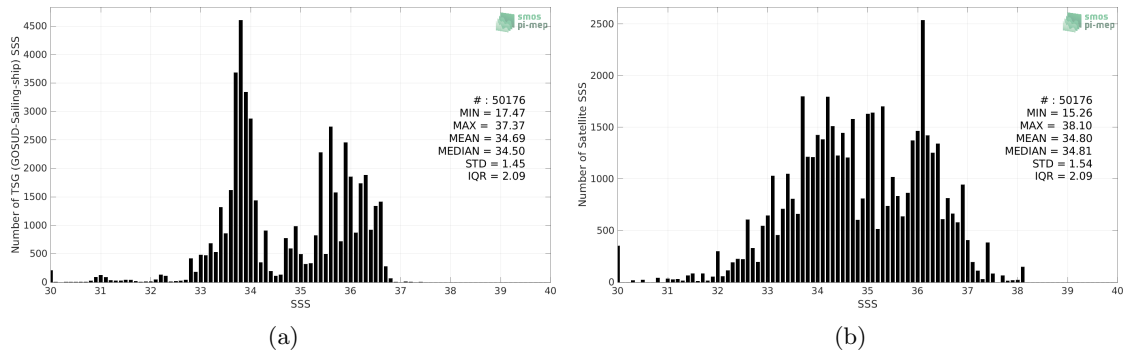 4500
4000
3500
3000
2500
2000
1500
1000
500
0
Number of TSG (GOSUD-Sailing-ship) SSS
smos
pi-mep
# : 50176
MIN = 17.47
MAX = 37.37
MEAN = 34.69
MEDIAN = 34.50
STD = 1.45
IQR = 2.09
30 31 32 33 34 35 36 37 38 39 40
SSS
(a)
2500
2000
1500
1000
500
0
Number of Satellite SSS
smos
pi-mep
# : 50176
MIN = 15.26
MAX = 38.10
MEAN = 34.80
MEDIAN = 34.81
STD = 1.54
IQR = 2.09
30 31 32 33 34 35 36 37 38 39 40
SSS
(b)